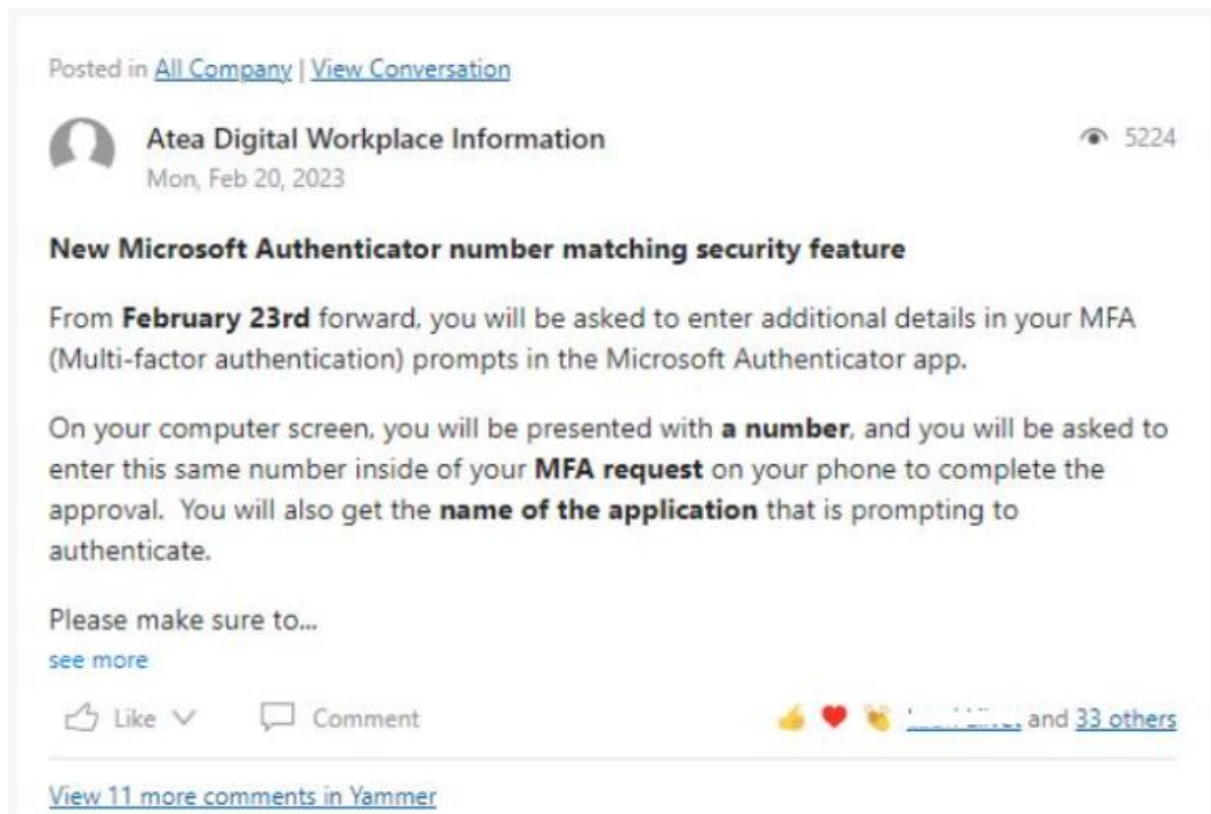 Posted in All Company | View Conversation
Atea Digital Workplace Information
5224
Mon, Feb 20, 2023
New Microsoft Authenticator number matching security feature
From February 23rd forward, you will be asked to enter additional details in your MFA
(Multi-factor authentication) prompts in the Microsoft Authenticator app.
On your computer screen, you will be presented with a number, and you will be asked to
enter this same number inside of your MFA request on your phone to complete the
approval.  You will also get the name of the application that is prompting to
authenticate.
Please make sure to...
see more
Like
Comment
and 33 others
View 11 more comments in Yammer